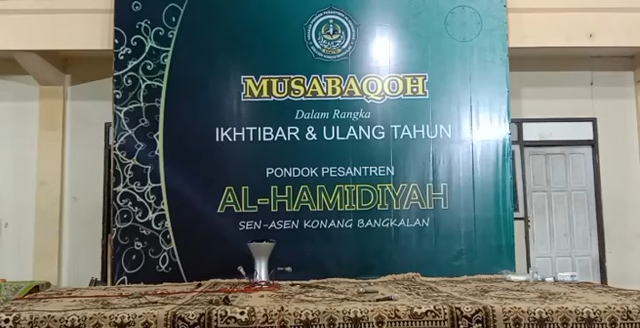 MUSABAQOH
Dalam Rangka
IKHTIBAR & ULANG TAHUN
PONDOK PESANTREN
AL-HAMIDIYAH
SEN-ASEN KONANG BANGKALAN